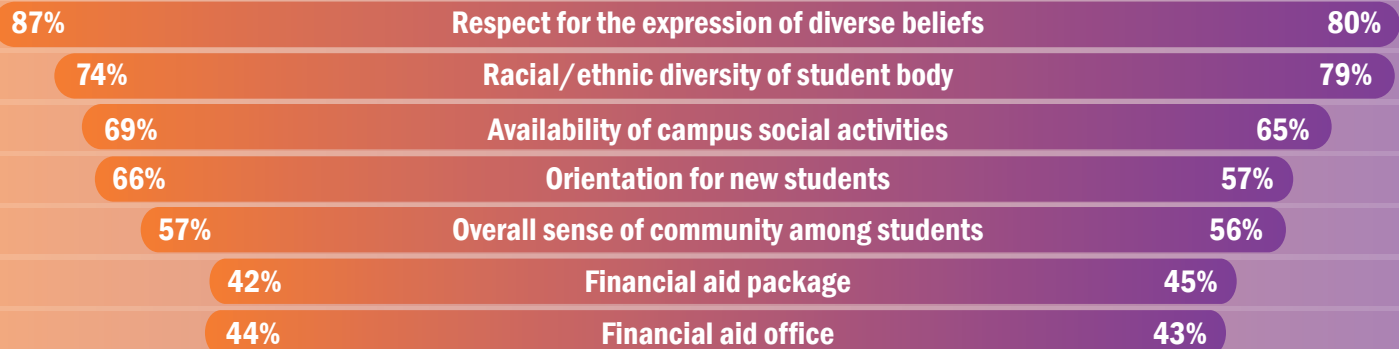 87% Respect for the expression of diverse beliefs 80%
74% Racial/ethnic diversity of student body 79%
69% Availability of campus social activities 65%
66% Orientation for new students 57%
57% Overall sense of community among students 56%
42% Financial aid package 45%
44% Financial aid office 43%